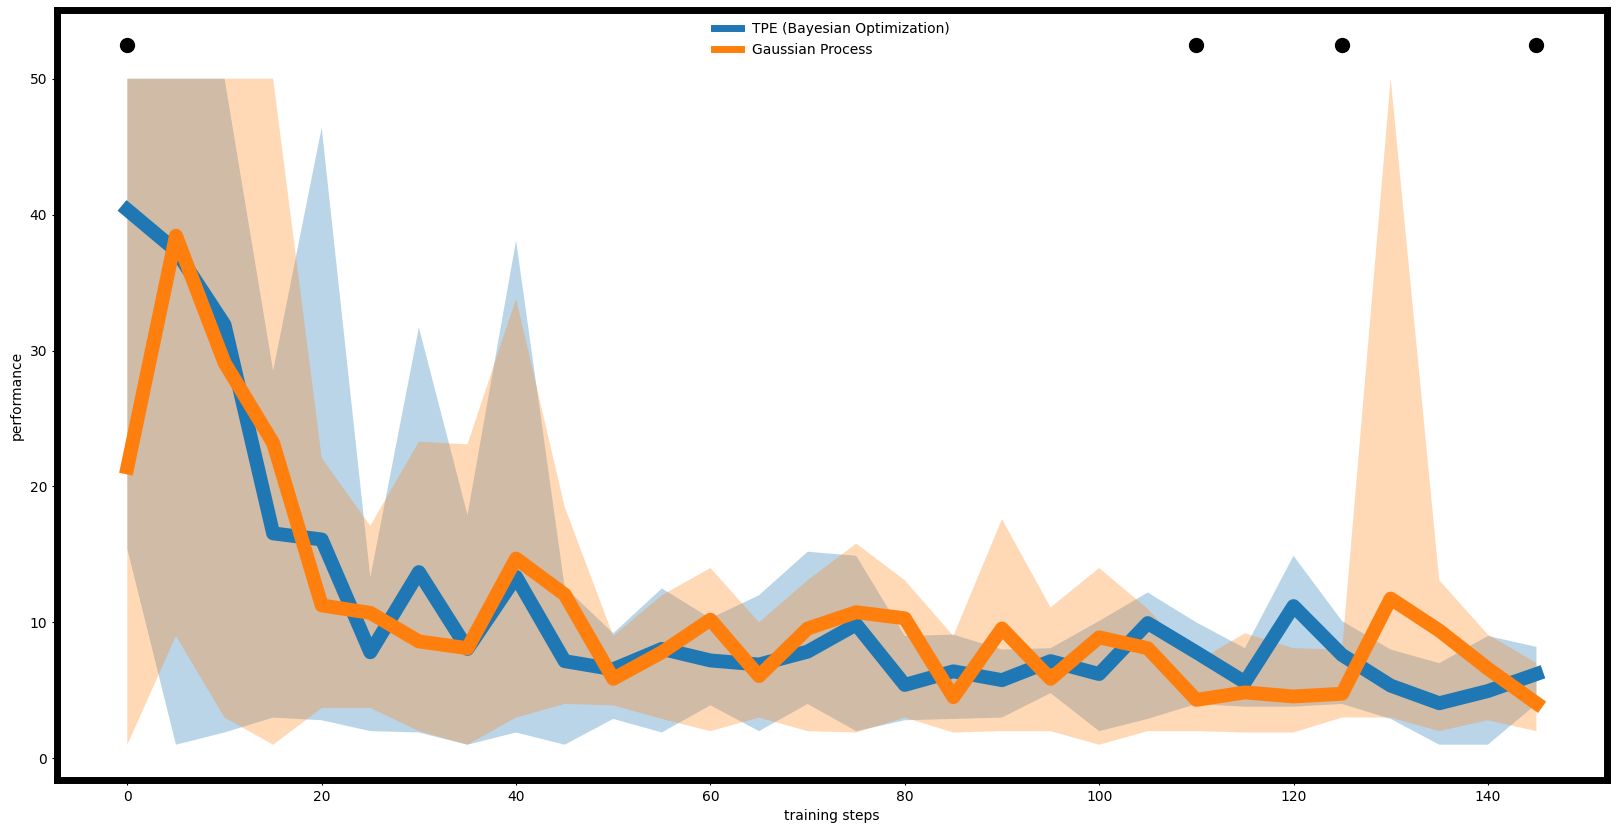 TPE (Bayesian Optimization)
Gaussian Process
50
40
30
20
10
0
performance
0 20 40 60 80 100 120 140
training steps